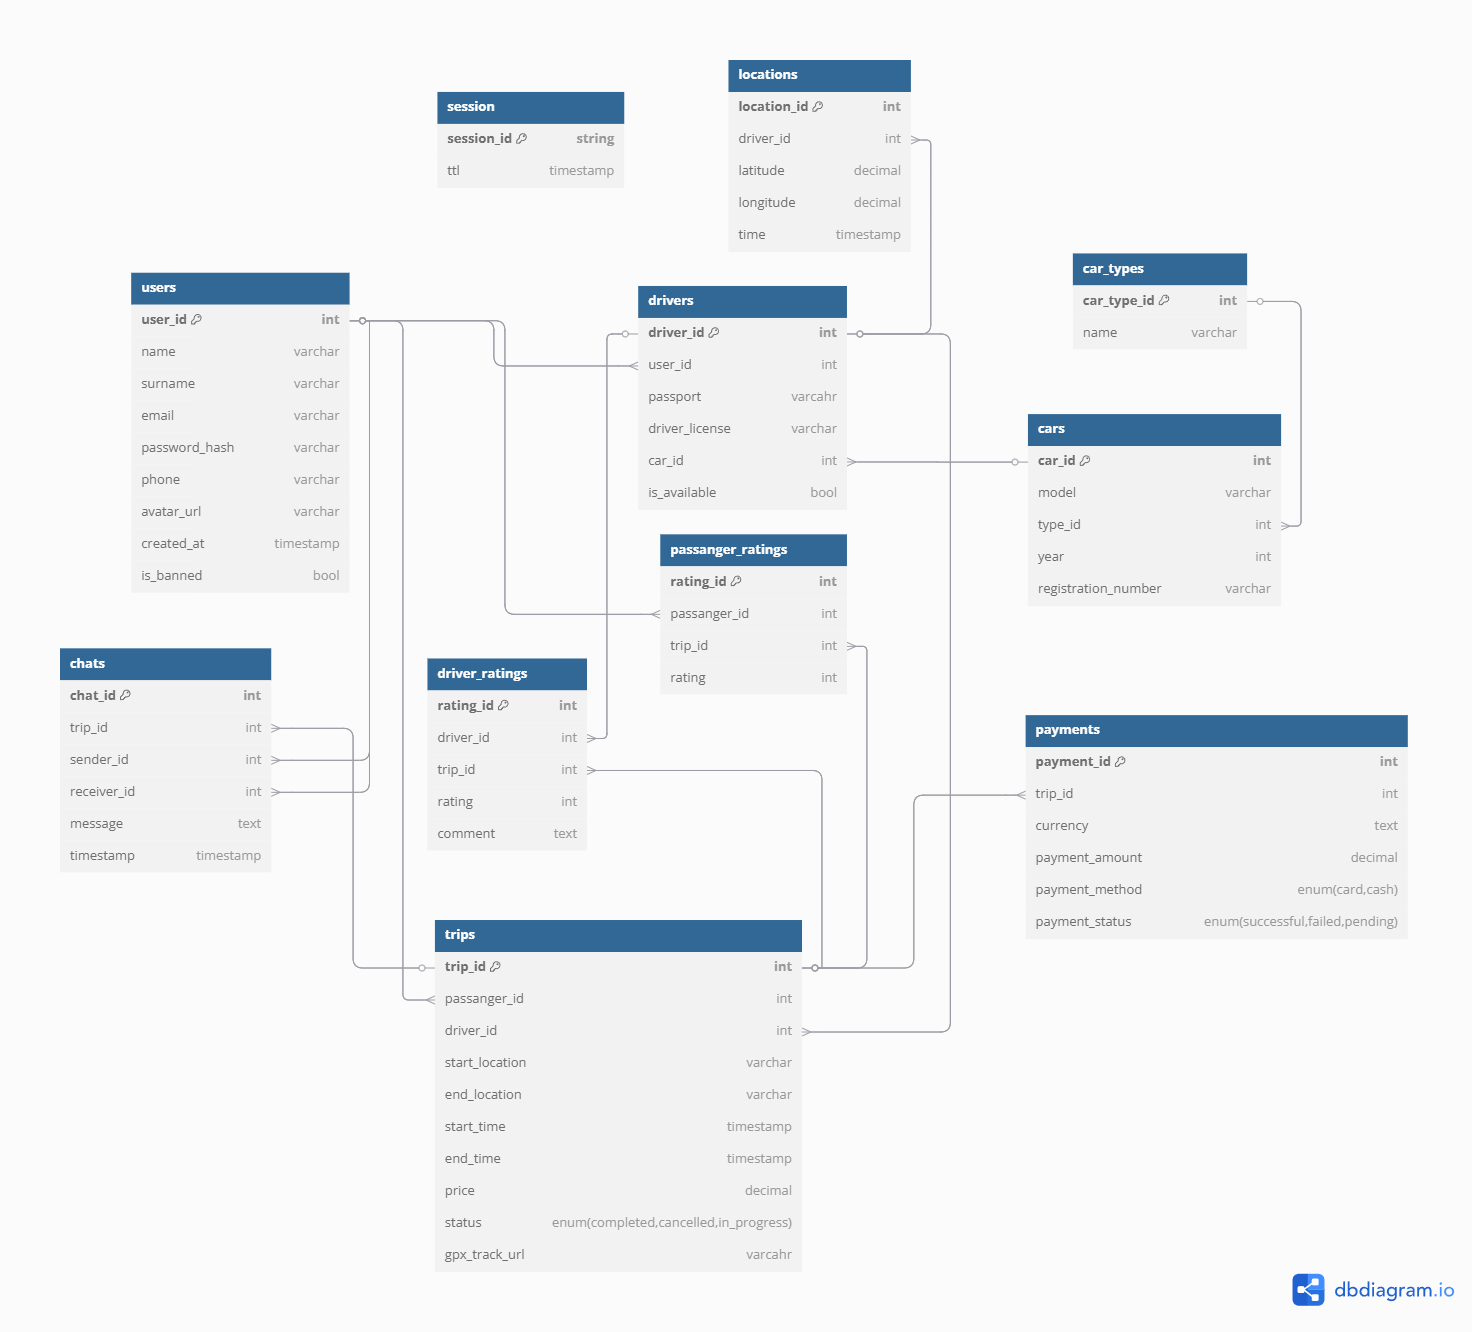 locations
location_id int
driver_id int
latitude decimal
longitude decimal
time timestamp
session
session_id string
ttl timestamp
car_types
car_type_id int
name varchar
users
user_id int
name varchar
surname varchar
email varchar
password_hash varchar
phone varchar
avatar_url varchar
created_at timestamp
is_banned bool
drivers
driver_id int
user_id int
passport varcahr
driver_license varchar
car_id int
is_available bool
cars
car_id int
model varchar
type_id int
year int
registration_number varchar
passanger_ratings
rating_id int
passanger_id int
trip_id int
rating int
chats
chat_id int
trip_id int
sender_id int
receiver_id int
message text
timestamp timestamp
driver_ratings
rating_id int
driver_id int
trip_id int
rating int
comment text
payments
payment_id int
trip_id int
currency text
payment_amount decimal
payment_method enum(card,cash)
payment_status enum(successful,failed,pending)
trips
trip_id int
passanger_id int
driver_id int
start_location varchar
end_location varchar
start_time timestamp
end_time timestamp
price decimal
status enum(completed,cancelled,in_progress)
gpx_track_url varcahr
dbdiagram.io